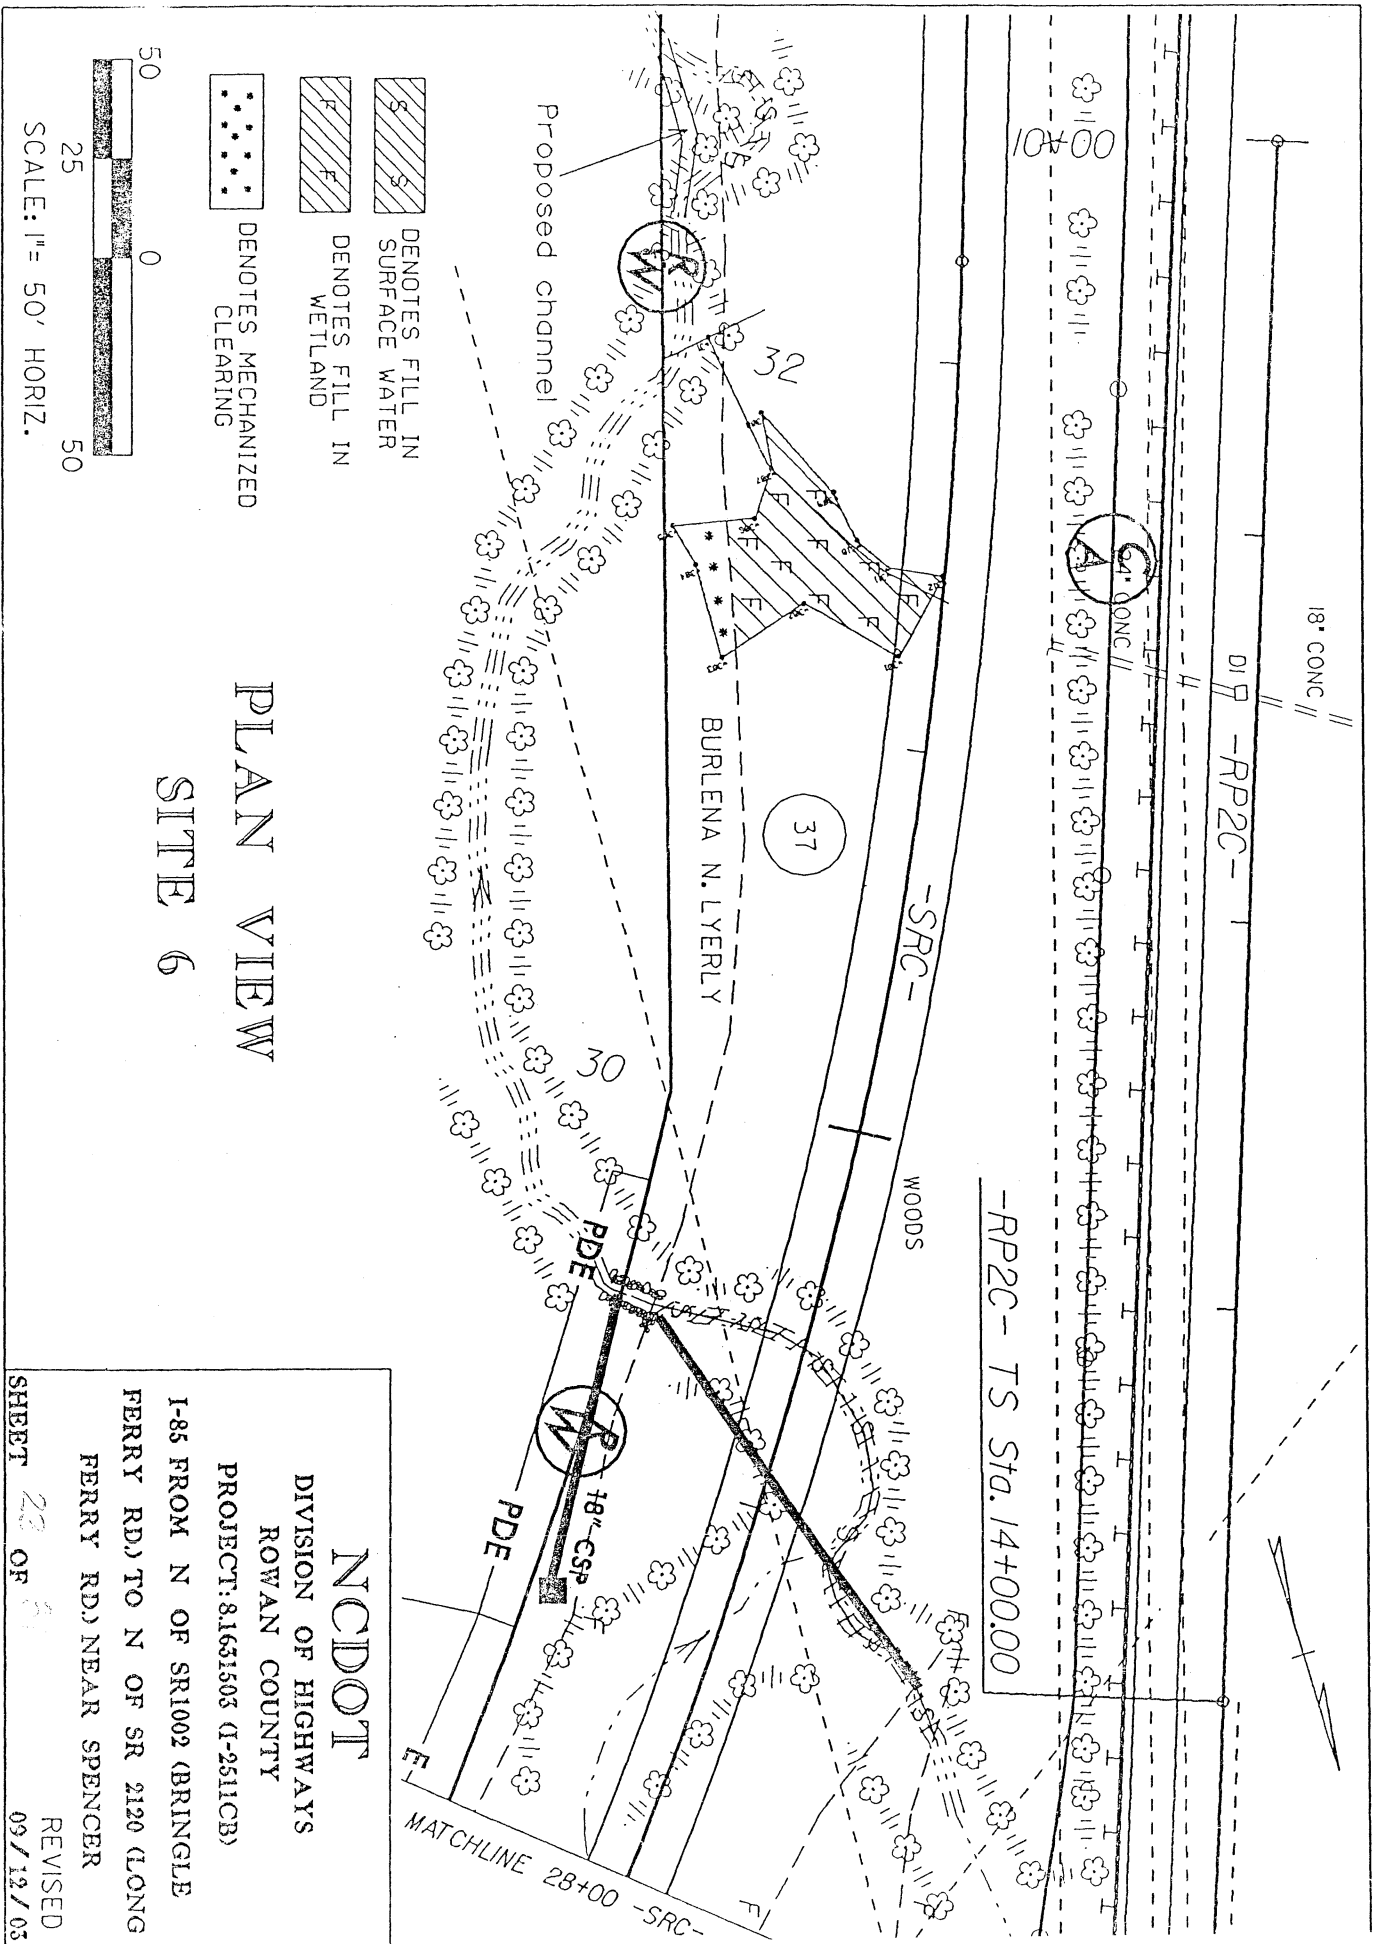 18" CONC
DI
-RP2C-
10+00
C
A
24" CONC
-RP2C- TS Sta. 14+00.00
WOODS
-SRC-
37
BURLENA N. LYERLY
32
30
F
F
F
F
F
F
Proposed channel
R
W
PDE
R
W
18" CSP
PDE
E
F
MATCHLINE 28+00 -SRC-
S S
DENOTES FILL IN
SURFACE WATER
F F
DENOTES FILL IN
WETLAND
DENOTES MECHANIZED
CLEARING
50 25 0 50
SCALE: 1"= 50' HORIZ.
PLAN VIEW
SITE 6
NCDOT
DIVISION OF HIGHWAYS
ROWAN COUNTY
PROJECT: 8.1631503 (I-2511CB)
I-85 FROM N OF SR1002 (BRINGLE
FERRY RD.) TO N OF SR 2120 (LONG
FERRY RD.) NEAR SPENCER
SHEET OF
REVISED
09/12/03